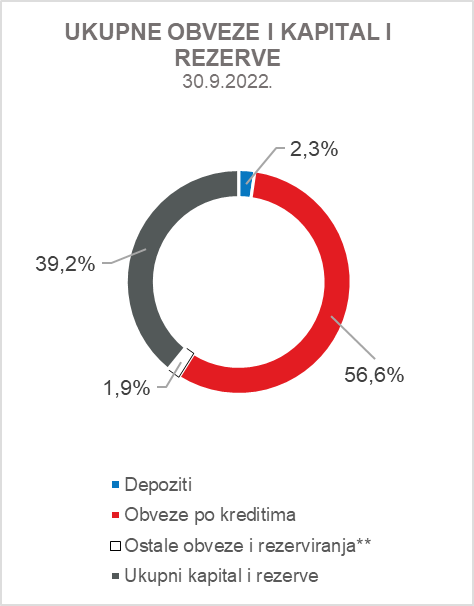 UKUPNE OBVEZE I KAPITAL I
REZERVE
30.9.2022.
2,3%
39,2%
56,6%
1,9%
Depoziti
Obveze po kreditima
Ostale obveze i rezerviranja**
Ukupni kapital i rezerve